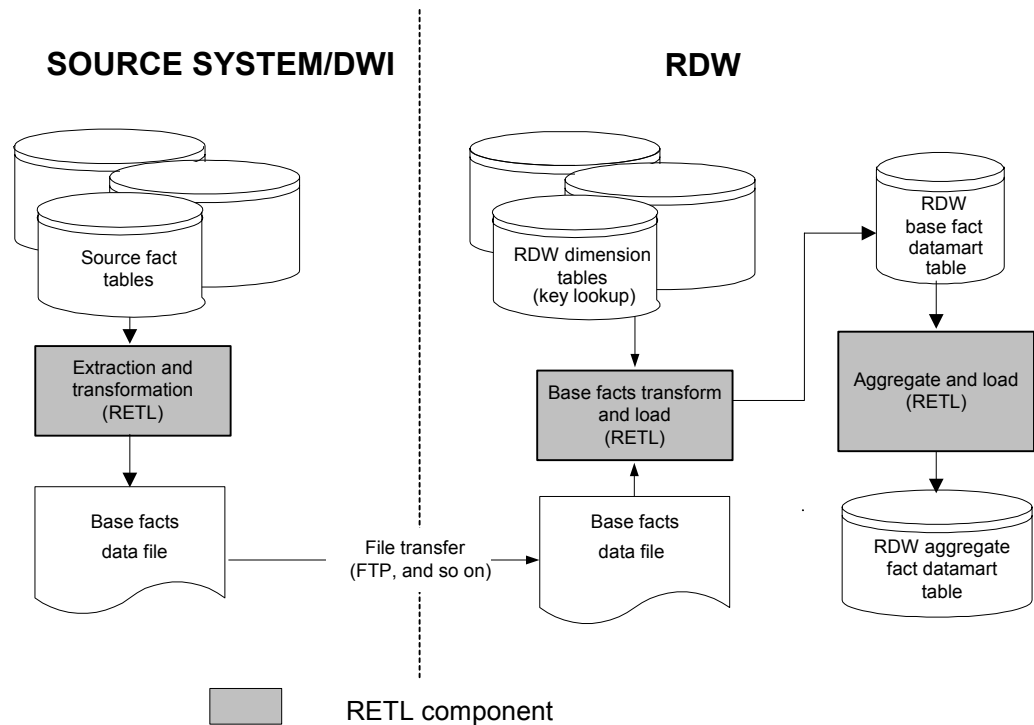 SOURCE SYSTEM/DWI
RDW
Source fact
tables
Extraction and
transformation
(RETL)
Base facts
data file
File transfer
(FTP, and so on)
RDW dimension
tables
(key lookup)
Base facts transform
and load
(RETL)
Base facts
data file
RDW
base fact
datamart
table
Aggregate and load
(RETL)
RDW aggregate
fact datamart
table
RETL component